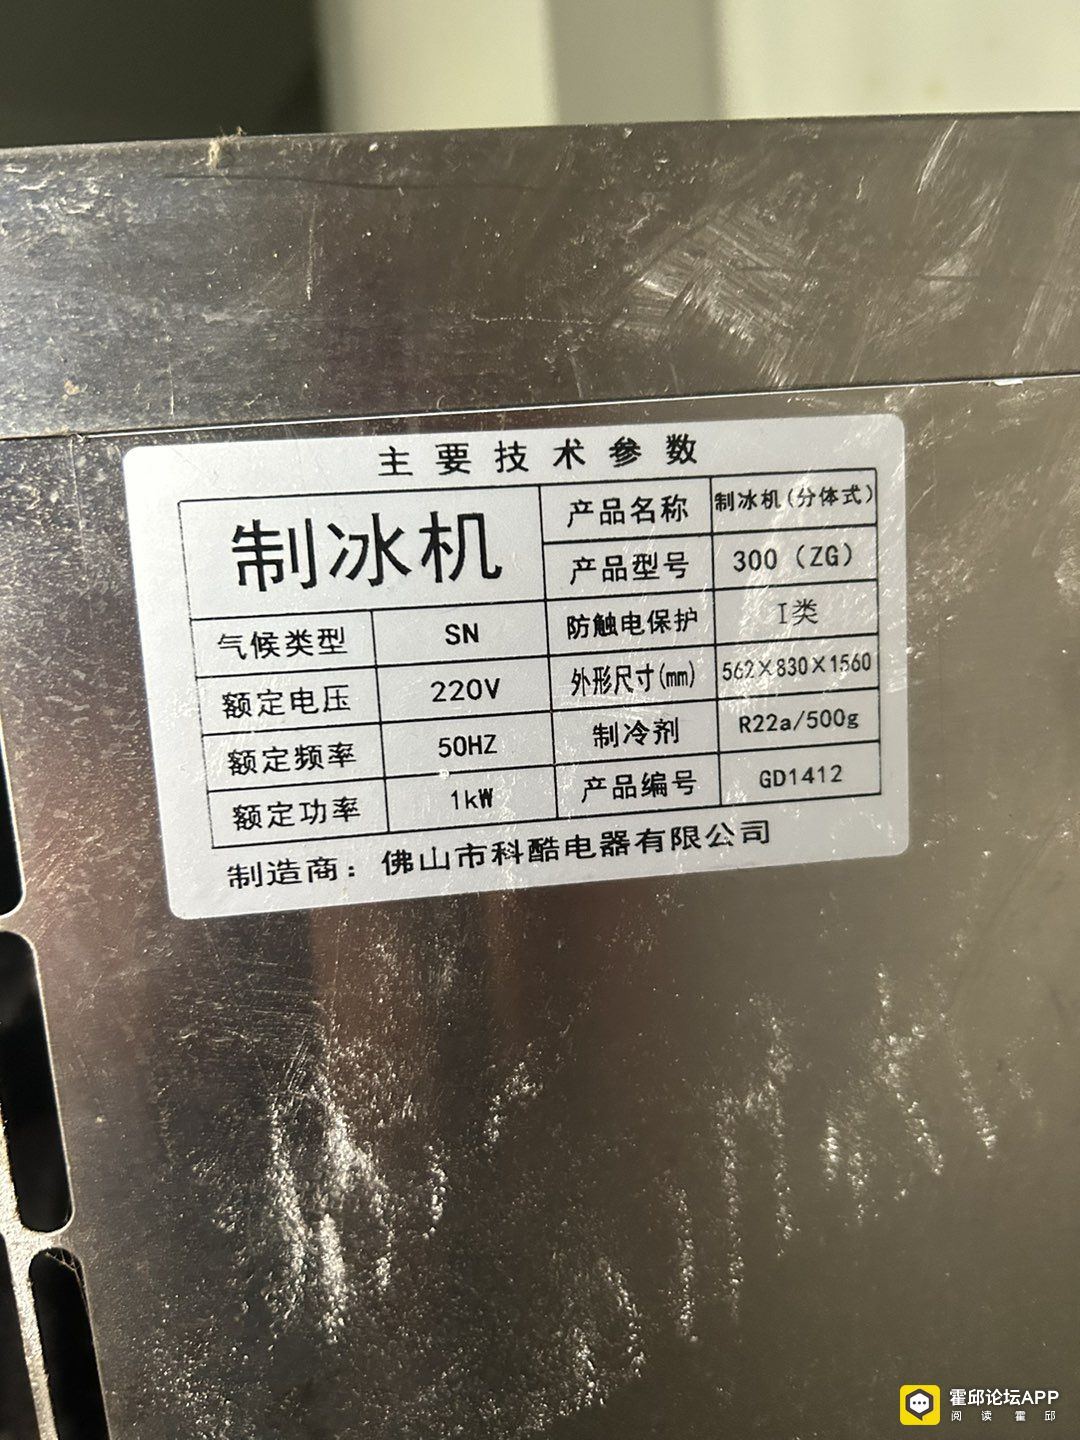 主要技术参数
制冰机
产品名称 制冰机(分体式)
产品型号 300 (ZG)
气候类型 SN 防触电保护 I类
额定电压 220V 外形尺寸(mm) 562×830×1560
额定频率 50HZ 制冷剂 R22a/500g
额定功率 1kW 产品编号 GD1412
制造商：佛山市科酷电器有限公司
霍邱论坛APP
阅读霍邱